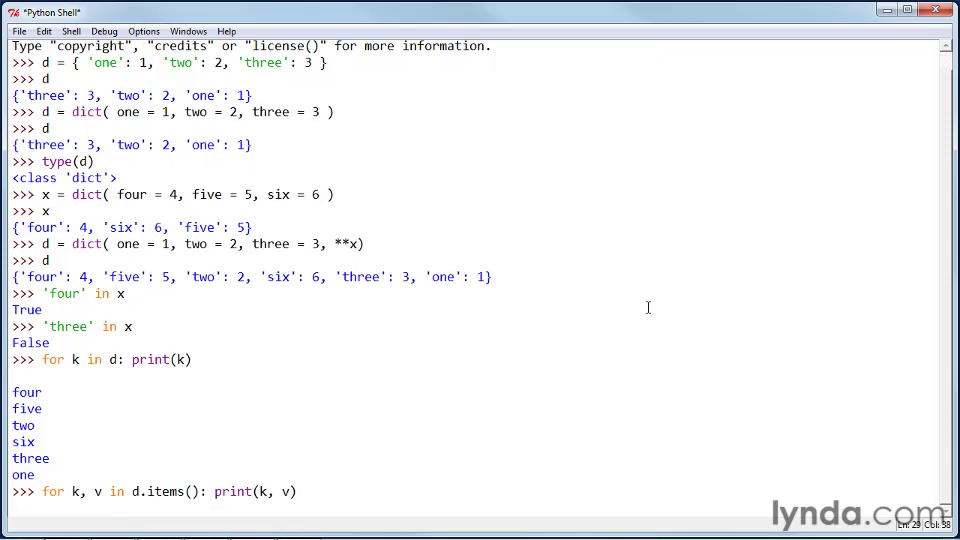 *Python Shell*
File Edit Shell Debug Options Windows Help
Type "copyright", "credits" or "license()" for more information.
>>> d = { 'one': 1, 'two': 2, 'three': 3 }
>>> d
{'three': 3, 'two': 2, 'one': 1}
>>> d = dict( one = 1, two = 2, three = 3 )
>>> d
{'three': 3, 'two': 2, 'one': 1}
>>> type(d)
<class 'dict'>
>>> x = dict( four = 4, five = 5, six = 6 )
>>> x
{'four': 4, 'six': 6, 'five': 5}
>>> d = dict( one = 1, two = 2, three = 3, **x)
>>> d
{'four': 4, 'five': 5, 'two': 2, 'six': 6, 'three': 3, 'one': 1}
>>> 'four' in x
True
>>> 'three' in x
False
>>> for k in d: print(k)
four
five
two
six
three
one
>>> for k, v in d.items(): print(k, v)
lynda.com
Ln: 29 Col: 38